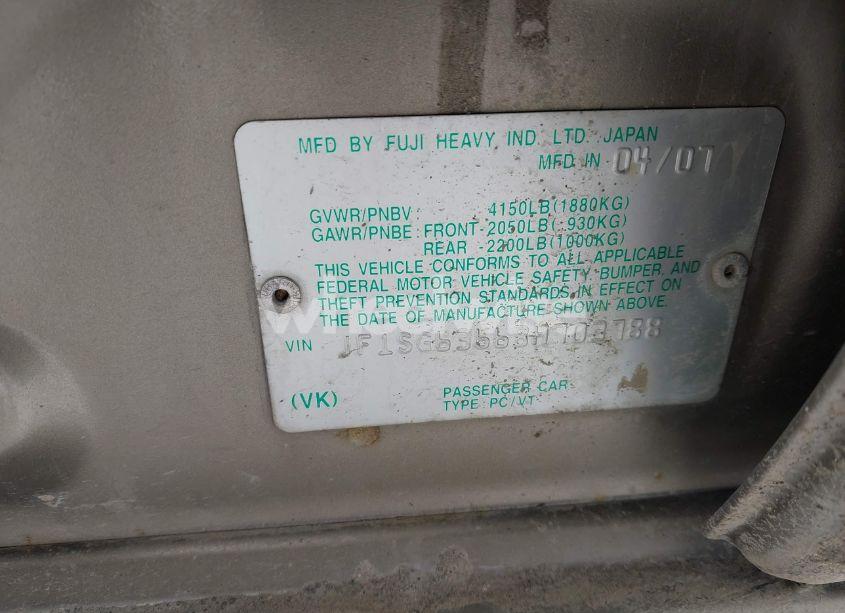 MFD BY FUJI HEAVY IND. LTD. JAPAN
MFD IN 04/07
GVWR/PNBV 4150LB(1880KG)
GAWR/PNBE: FRONT-2050LB( 930KG)
REAR -2200LB(1000KG)
THIS VEHICLE CONFORMS TO ALL APPLICABLE
FEDERAL MOTOR VEHICLE SAFETY, BUMPER, AND
THEFT PREVENTION STANDARDS IN EFFECT ON
THE DATE OF MANUFACTURE SHOWN ABOVE.
VIN
(VK)
PASSENGER CAR
TYPE PC/VT